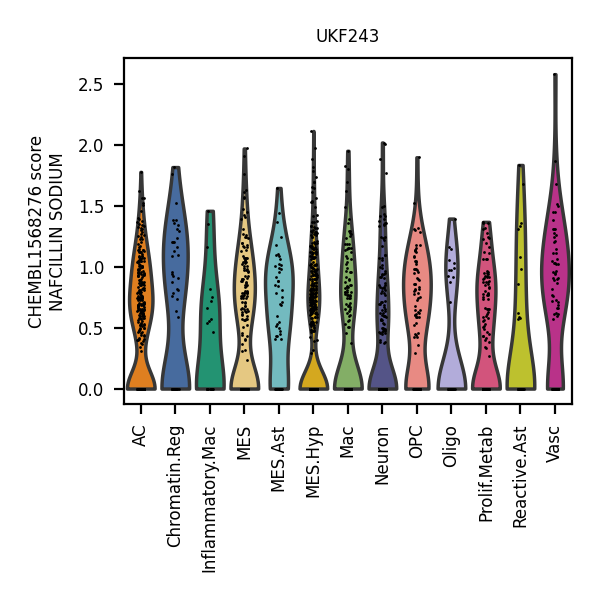 UKF243
CHEMBL1568276 score
NAFCILLIN SODIUM
2.5
2.0
1.5
1.0
0.5
0.0
AC
Chromatin.Reg
Inflammatory.Mac
MES
MES.Ast
MES.Hyp
Mac
Neuron
OPC
Oligo
Prolif.Metab
Reactive.Ast
Vasc